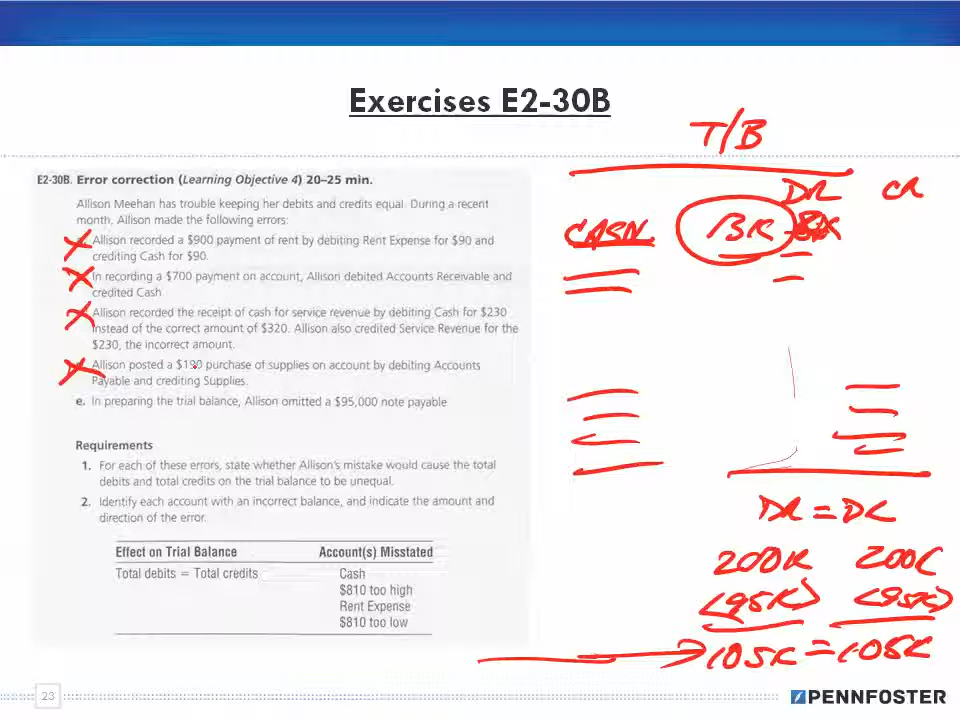 Exercises E2-30B
E2-30B. Error correction (Learning Objective 4) 20–25 min.
Allison Meehan has trouble keeping her debits and credits equal. During a recent
month, Allison made the following errors:
Allison recorded a $900 payment of rent by debiting Rent Expense for $90 and
crediting Cash for $90.
In recording a $700 payment on account, Allison debited Accounts Receivable and
credited Cash
Allison recorded the receipt of cash for service revenue by debiting Cash for $230
instead of the correct amount of $320. Allison also credited Service Revenue for the
$230, the incorrect amount.
Allison posted a $190 purchase of supplies on account by debiting Accounts
Payable and crediting Supplies.
e. In preparing the trial balance, Allison omitted a $95,000 note payable
Requirements
1. For each of these errors, state whether Allison's mistake would cause the total
debits and total credits on the trial balance to be unequal.
2. Identify each account with an incorrect balance, and indicate the amount and
direction of the error.
Effect on Trial Balance Account(s) Misstated
Total debits = Total credits Cash
$810 too high
Rent Expense
$810 too low
T/B
DR CR
CASH BR
DR = DC
200K 200K
(95K) (95K)
105K = 105K
23
PENNFOSTER